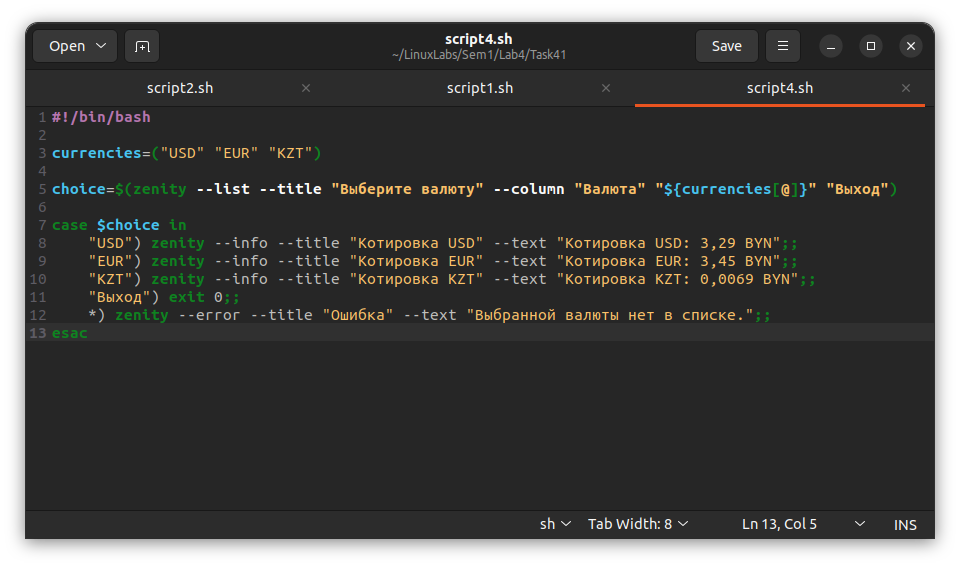 Open
script4.sh
~/LinuxLabs/Sem1/Lab4/Task41
Save
script2.sh × script1.sh × script4.sh ×
1 #!/bin/bash
2
3 currencies=("USD" "EUR" "KZT")
4
5 choice=$(zenity --list --title "Выберите валюту" --column "Валюта" "${currencies[@]}" "Выход")
6
7 case $choice in
8     "USD") zenity --info --title "Котировка USD" --text "Котировка USD: 3,29 BYN";;
9     "EUR") zenity --info --title "Котировка EUR" --text "Котировка EUR: 3,45 BYN";;
10     "KZT") zenity --info --title "Котировка KZT" --text "Котировка KZT: 0,0069 BYN";;
11     "Выход") exit 0;;
12     *) zenity --error --title "Ошибка" --text "Выбранной валюты нет в списке.";;
13 esac
sh Tab Width: 8 Ln 13, Col 5 INS